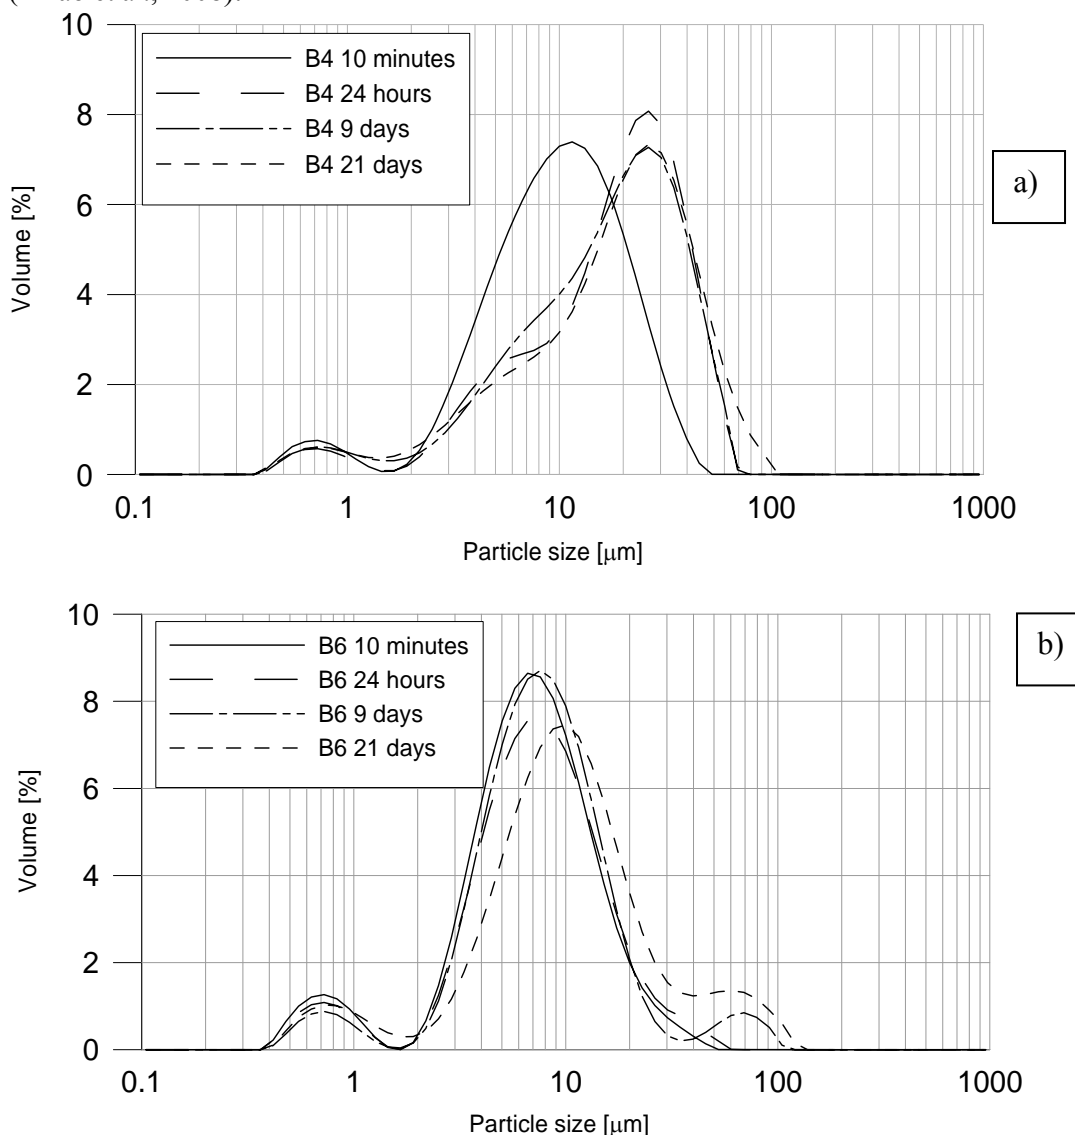 10
8
6
4
2
0
Volume [%]
B4 10 minutes
B4 24 hours
B4 9 days
B4 21 days
a)
0.1 1 10 100 1000
Particle size [μm]
10
8
6
4
2
0
Volume [%]
B6 10 minutes
B6 24 hours
B6 9 days
B6 21 days
b)
0.1 1 10 100 1000
Particle size [μm]